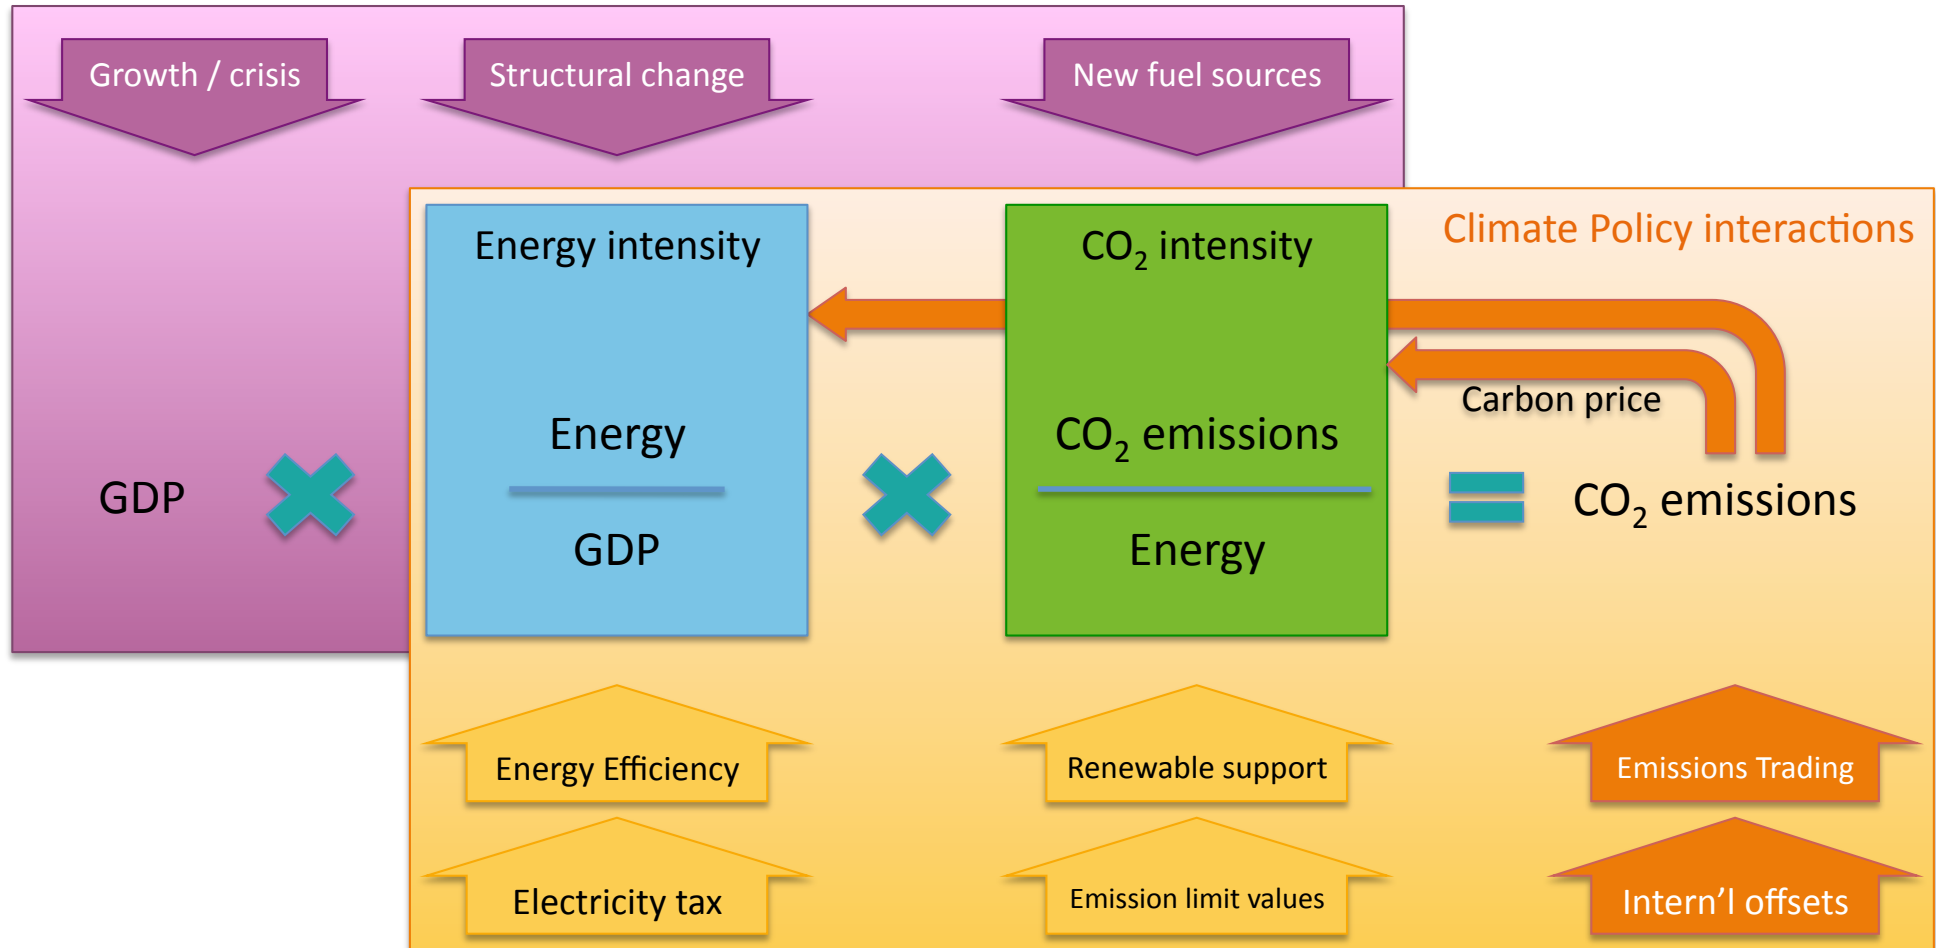 Growth / crisis
Structural change
New fuel sources
Climate Policy interactions
Energy intensity
CO₂ intensity
Carbon price
GDP
Energy
GDP
CO₂ emissions
Energy
CO₂ emissions
Energy Efficiency
Renewable support
Emissions Trading
Electricity tax
Emission limit values
Intern’l offsets